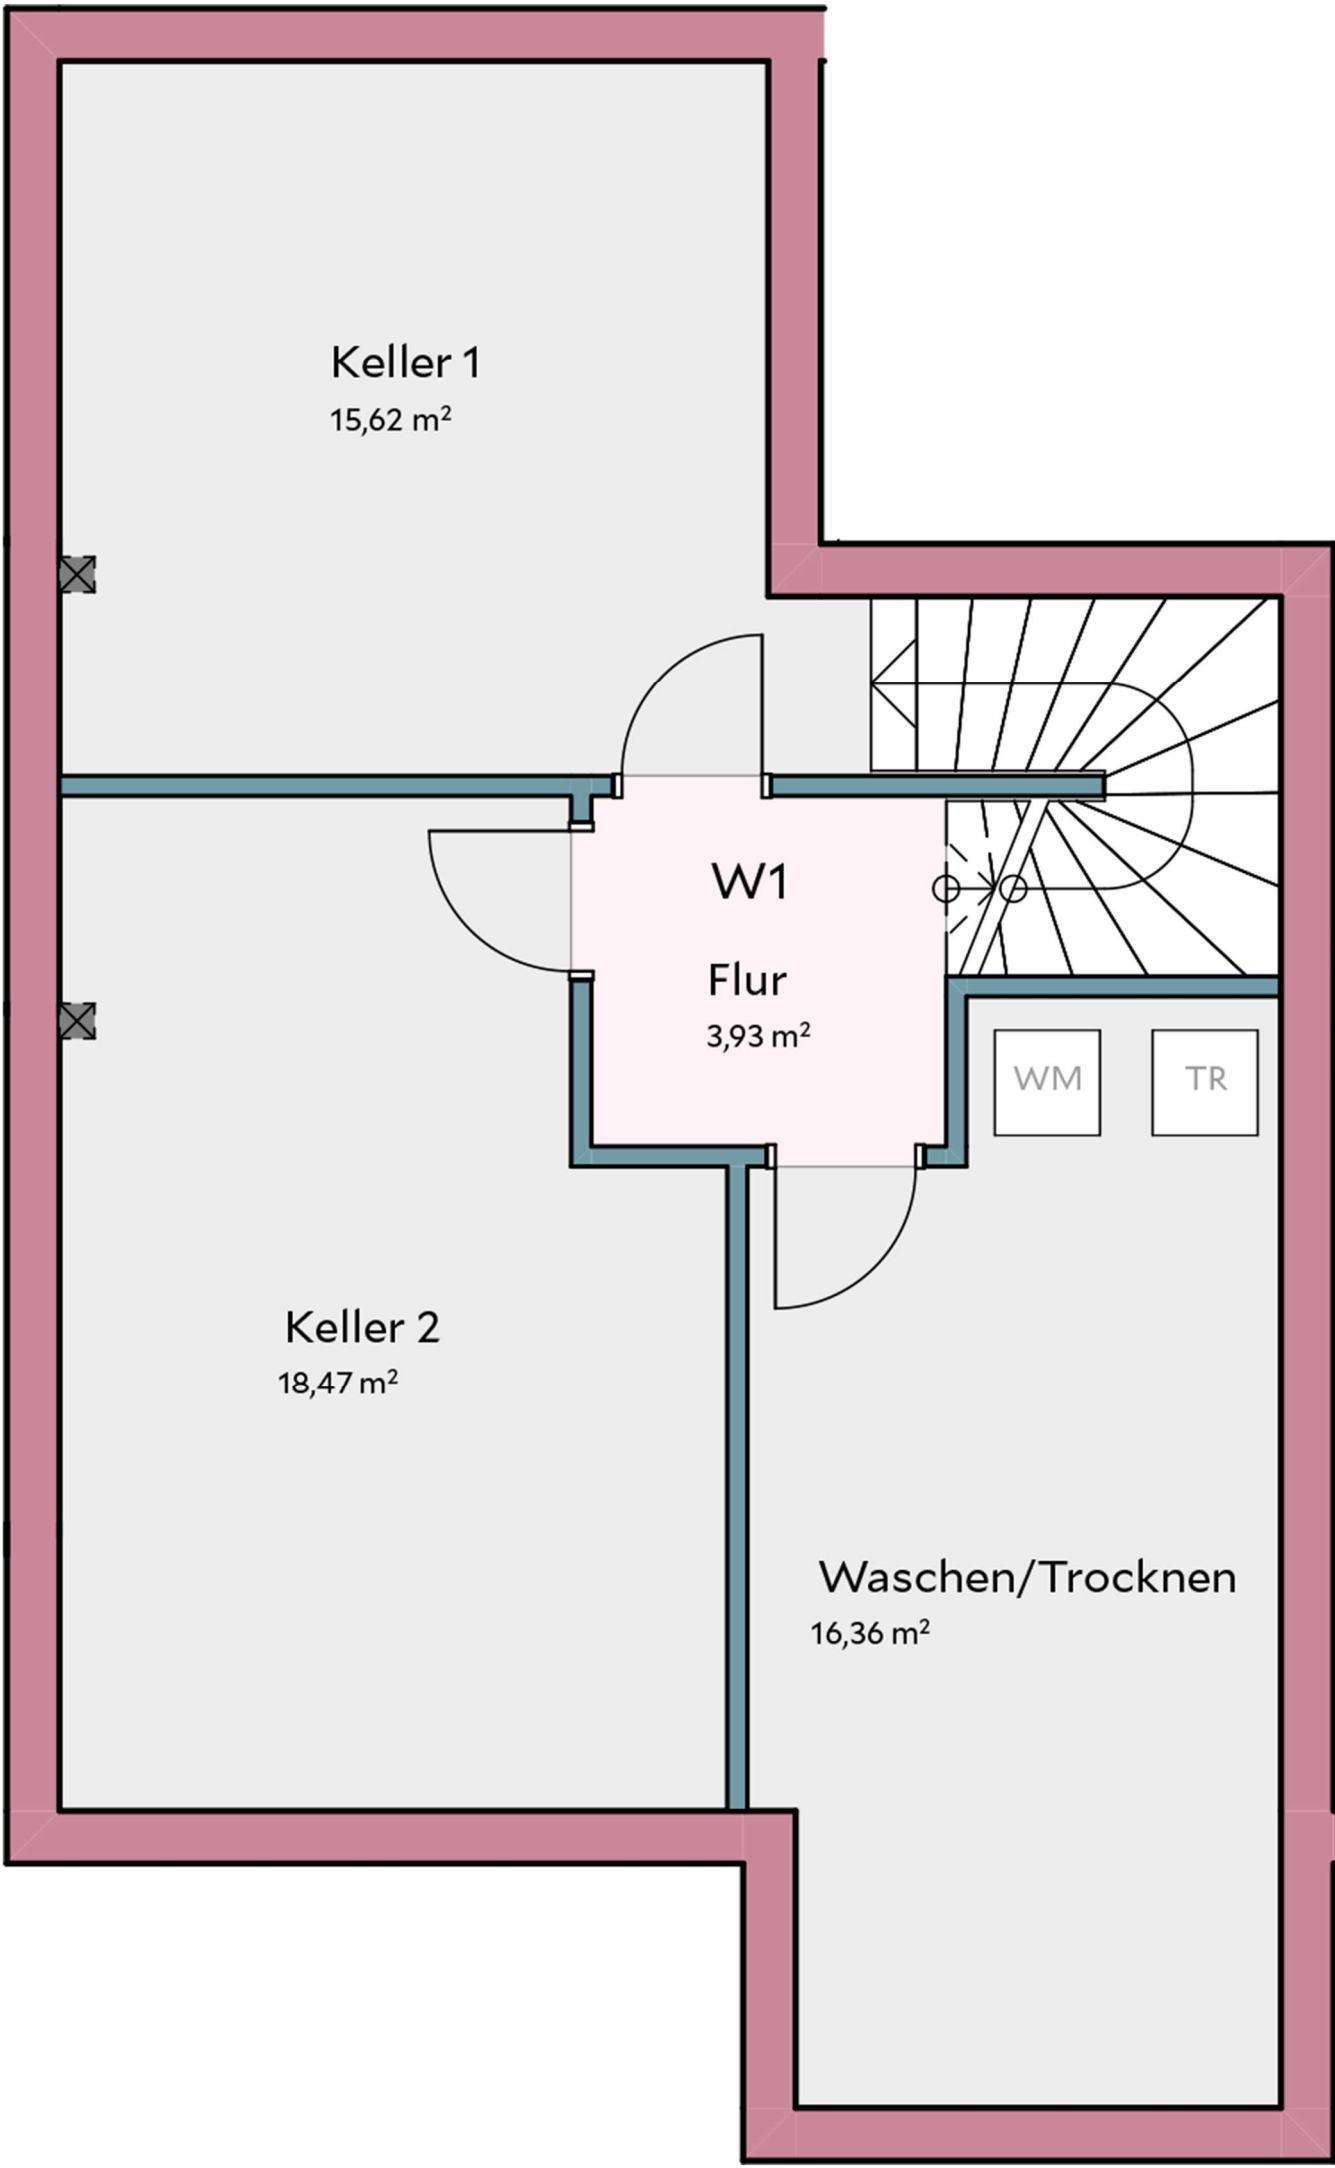 Keller 1
15,62 m²
W1
Flur
3,93 m²
WM
TR
Keller 2
18,47 m²
Waschen/Trocknen
16,36 m²